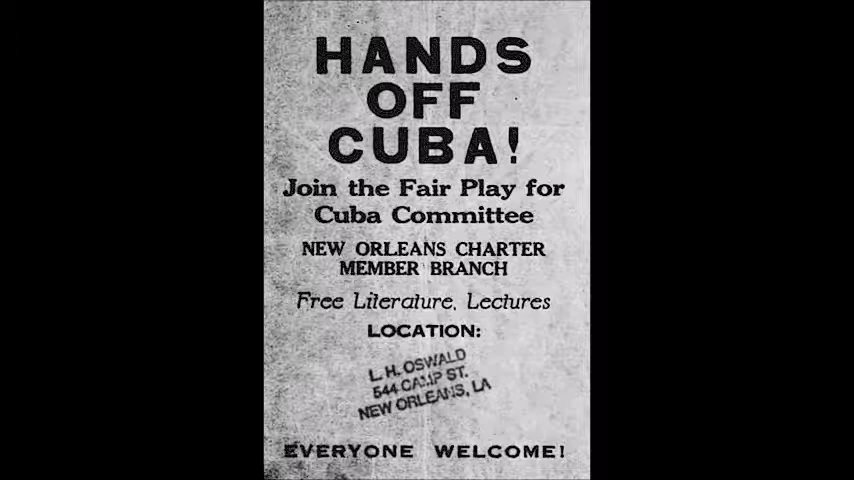 HANDS
OFF
CUBA!
Join the Fair Play for
Cuba Committee
NEW ORLEANS CHARTER
MEMBER BRANCH
Free Literature, Lectures
LOCATION:
L. H. OSWALD
544 CAMP ST.
NEW ORLEANS, LA
EVERYONE WELCOME!